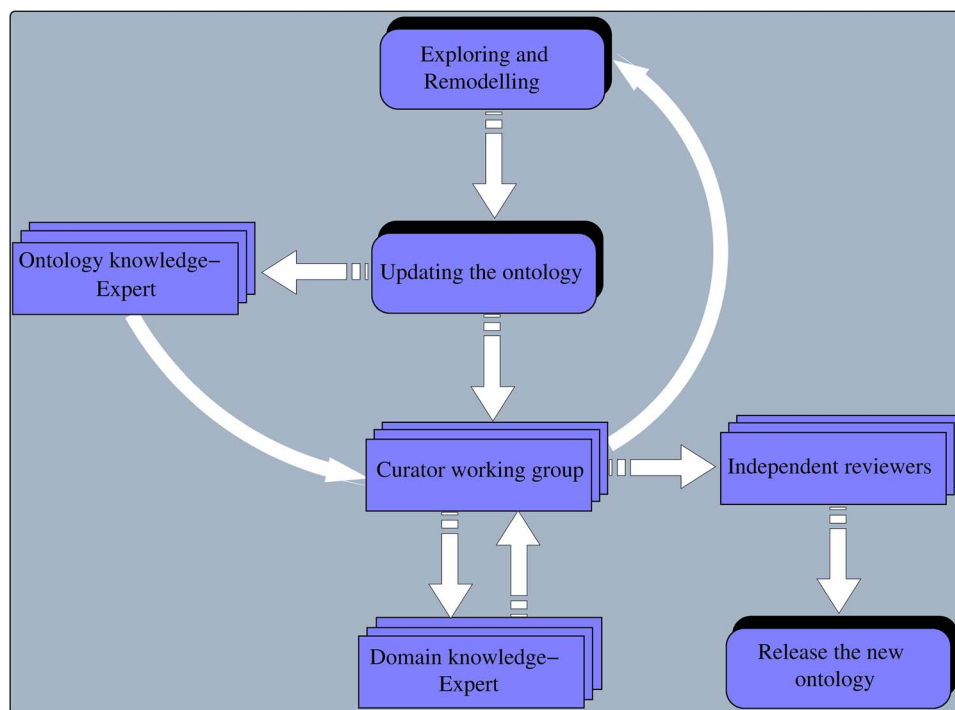 Exploring and
Remodelling
Ontology knowledge–
Expert
Updating the ontology
Curator working group
Independent reviewers
Domain knowledge–
Expert
Release the new
ontology